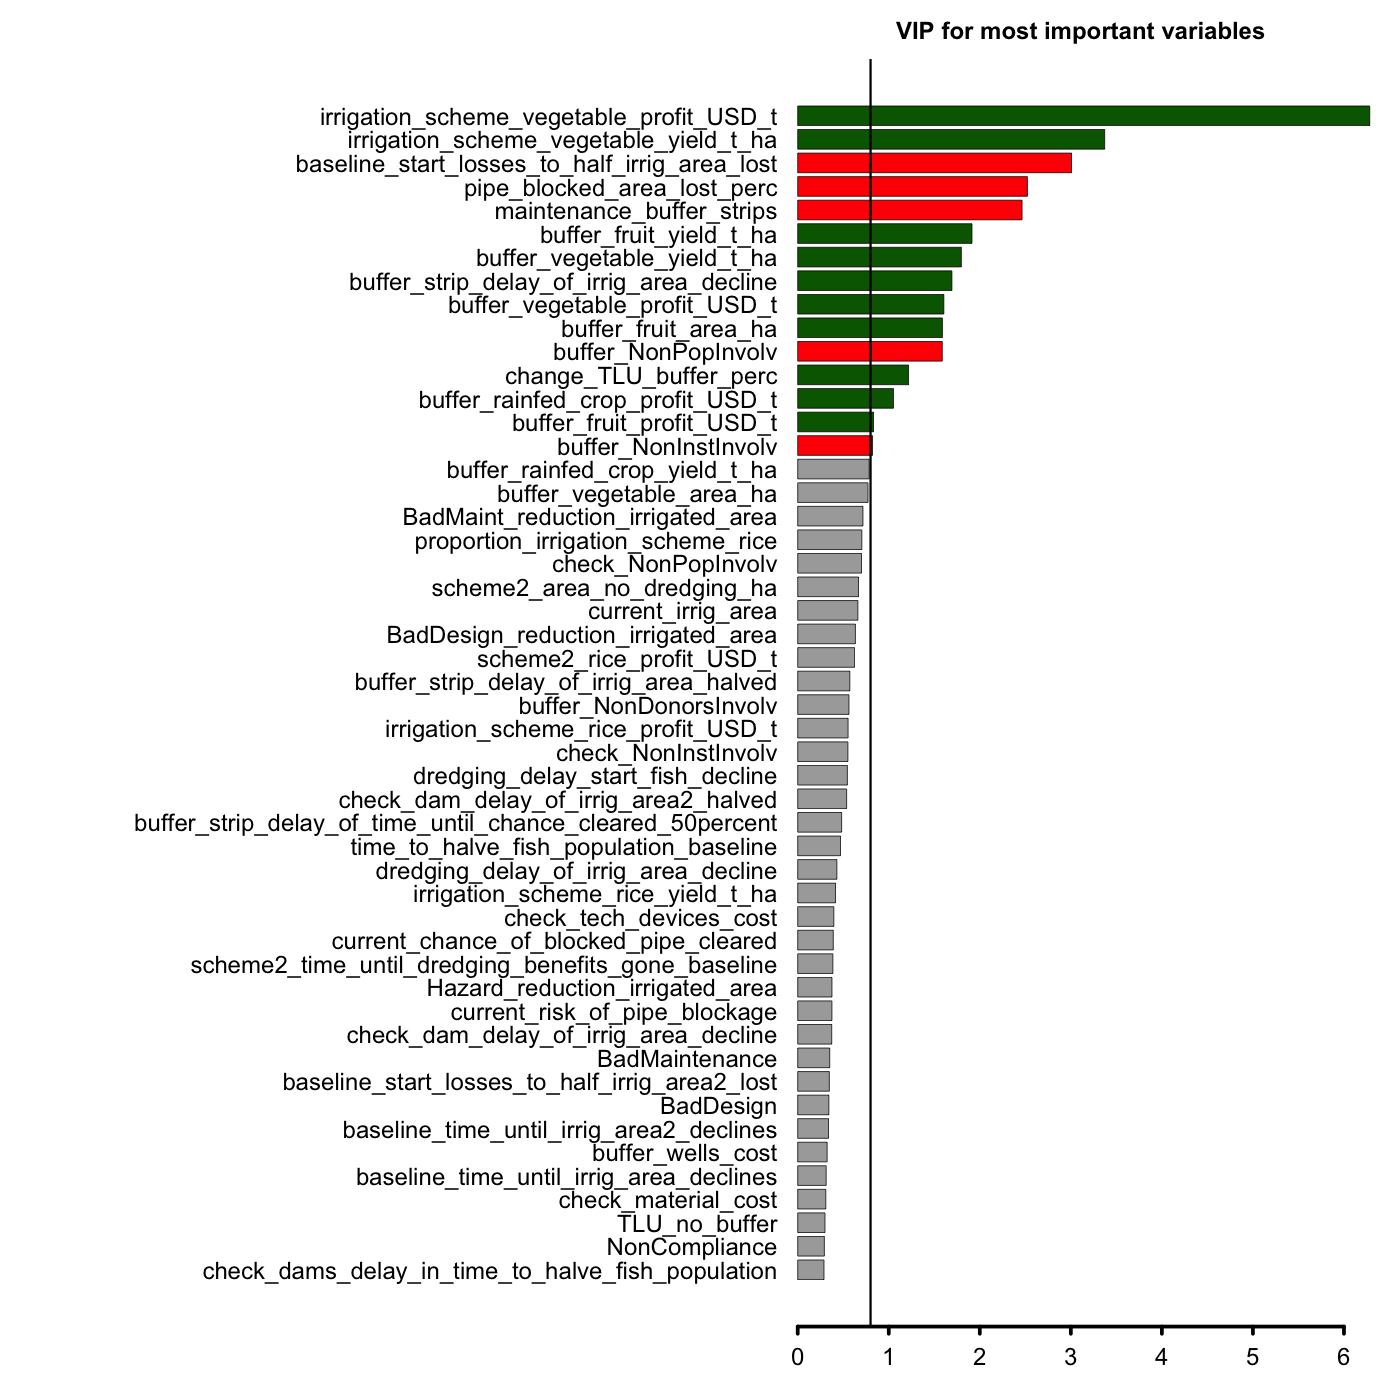 VIP for most important variables
irrigation_scheme_vegetable_profit_USD_t
irrigation_scheme_vegetable_yield_t_ha
baseline_start_losses_to_half_irrig_area_lost
pipe_blocked_area_lost_perc
maintenance_buffer_strips
buffer_fruit_yield_t_ha
buffer_vegetable_yield_t_ha
buffer_strip_delay_of_irrig_area_decline
buffer_vegetable_profit_USD_t
buffer_fruit_area_ha
buffer_NonPopInvolv
change_TLU_buffer_perc
buffer_rainfed_crop_profit_USD_t
buffer_fruit_profit_USD_t
buffer_NonInstInvolv
buffer_rainfed_crop_yield_t_ha
buffer_vegetable_area_ha
BadMaint_reduction_irrigated_area
proportion_irrigation_scheme_rice
check_NonPopInvolv
scheme2_area_no_dredging_ha
current_irrig_area
BadDesign_reduction_irrigated_area
scheme2_rice_profit_USD_t
buffer_strip_delay_of_irrig_area_halved
buffer_NonDonorsInvolv
irrigation_scheme_rice_profit_USD_t
check_NonInstInvolv
dredging_delay_start_fish_decline
check_dam_delay_of_irrig_area2_halved
buffer_strip_delay_of_time_until_chance_cleared_50percent
time_to_halve_fish_population_baseline
dredging_delay_of_irrig_area_decline
irrigation_scheme_rice_yield_t_ha
check_tech_devices_cost
current_chance_of_blocked_pipe_cleared
scheme2_time_until_dredging_benefits_gone_baseline
Hazard_reduction_irrigated_area
current_risk_of_pipe_blockage
check_dam_delay_of_irrig_area_decline
BadMaintenance
baseline_start_losses_to_half_irrig_area2_lost
BadDesign
baseline_time_until_irrig_area2_declines
buffer_wells_cost
baseline_time_until_irrig_area_declines
check_material_cost
TLU_no_buffer
NonCompliance
check_dams_delay_in_time_to_halve_fish_population
0 1 2 3 4 5 6